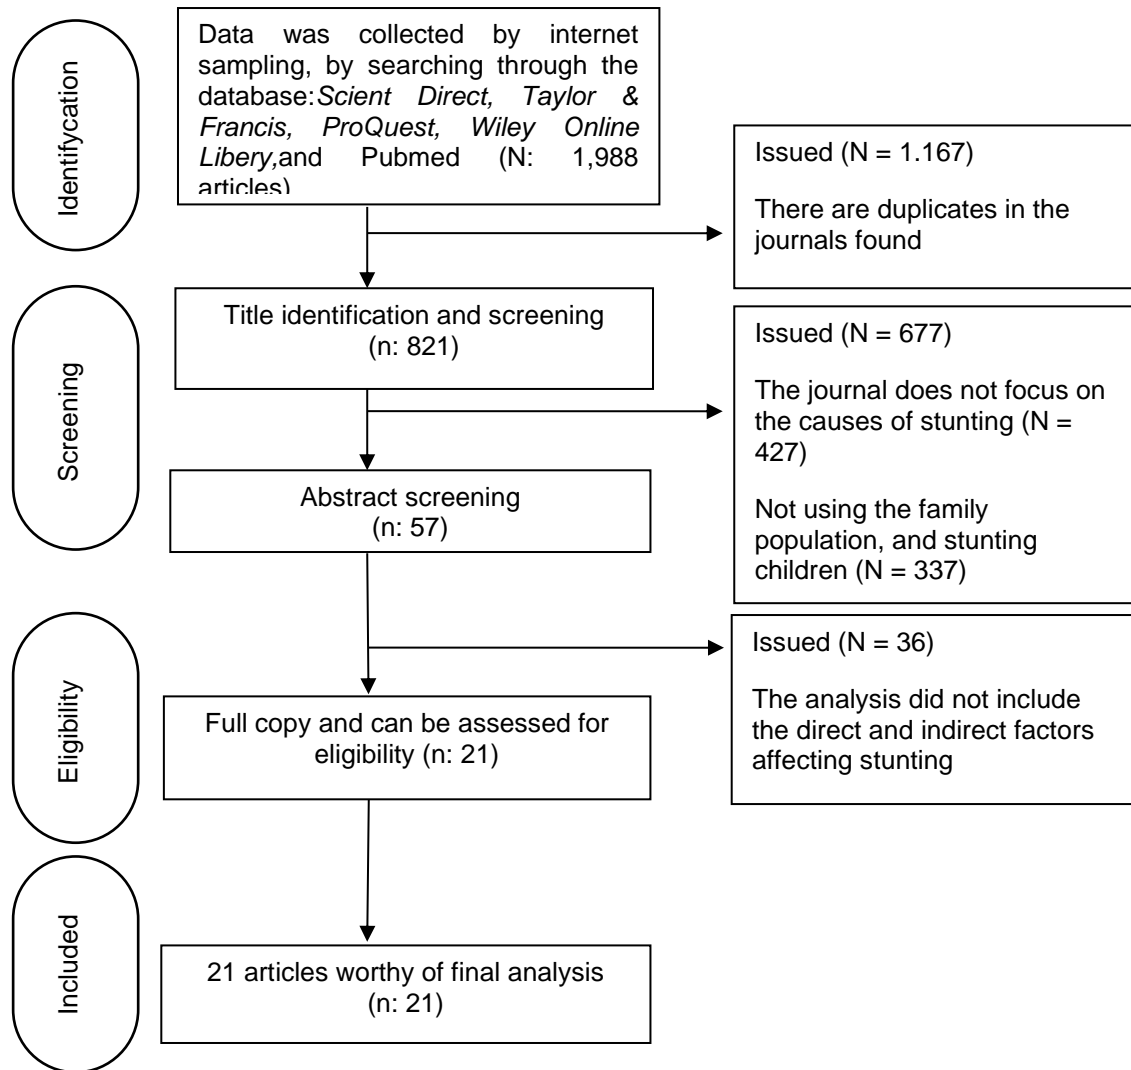 Identifycation
Data was collected by internet
sampling, by searching through the
database:Scient Direct, Taylor &
Francis, ProQuest, Wiley Online
Libery,and Pubmed (N: 1,988
articles)
Issued (N = 1.167)
There are duplicates in the
journals found
Screening
Title identification and screening
(n: 821)
Issued (N = 677)
The journal does not focus on
the causes of stunting (N =
427)
Not using the family
population, and stunting
children (N = 337)
Abstract screening
(n: 57)
Eligibility
Issued (N = 36)
The analysis did not include
the direct and indirect factors
affecting stunting
Full copy and can be assessed for
eligibility (n: 21)
Included
21 articles worthy of final analysis
(n: 21)